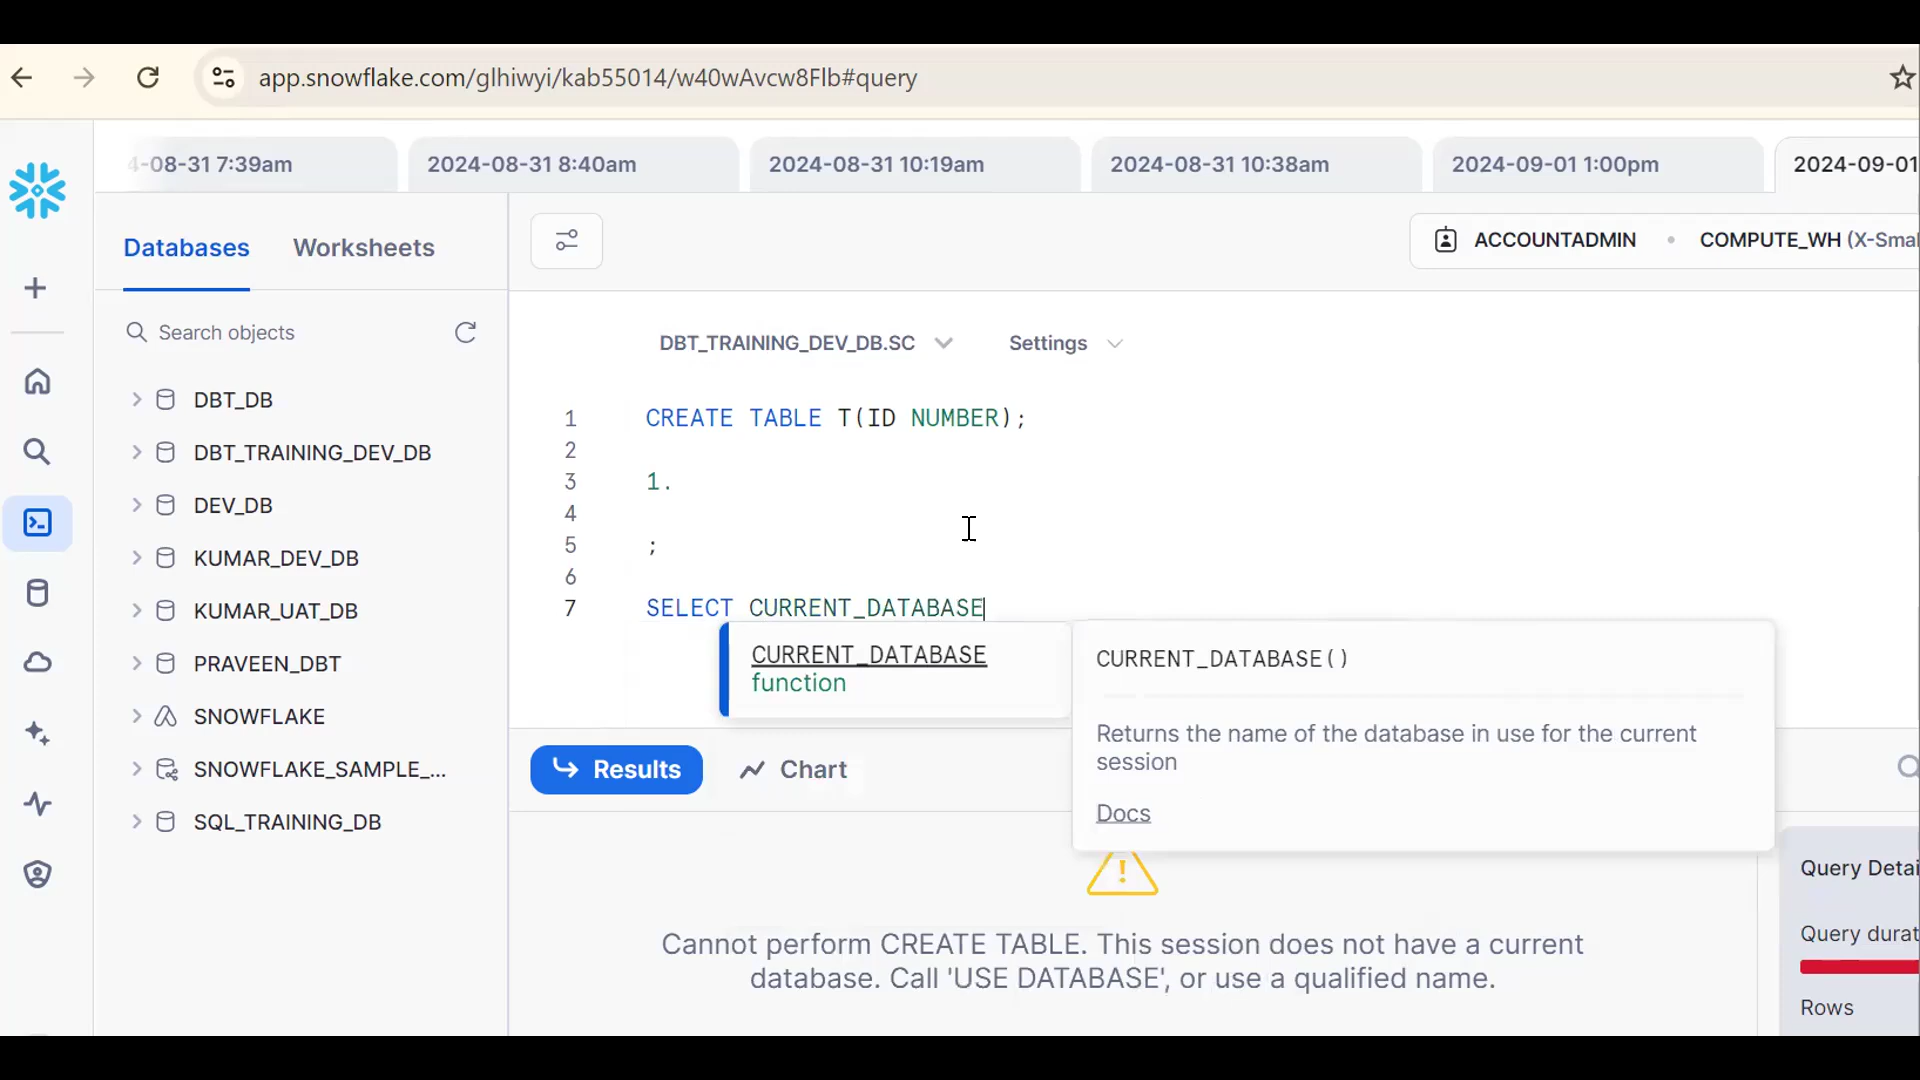 app.snowflake.com/glhiwyi/kab55014/w40wAvcw8Flb#query
4-08-31 7:39am
2024-08-31 8:40am
2024-08-31 10:19am
2024-08-31 10:38am
2024-09-01 1:00pm
2024-09-01
Databases
Worksheets
ACCOUNTADMIN
COMPUTE_WH (X-Smal
Search objects
DBT_DB
DBT_TRAINING_DEV_DB
DEV_DB
KUMAR_DEV_DB
KUMAR_UAT_DB
PRAVEEN_DBT
SNOWFLAKE
SNOWFLAKE_SAMPLE_...
SQL_TRAINING_DB
DBT_TRAINING_DEV_DB.SC
Settings
1 CREATE TABLE T(ID NUMBER);
2
3 1.
4
5 ;
6
7 SELECT CURRENT_DATABASE
CURRENT_DATABASE
function
CURRENT_DATABASE()
Returns the name of the database in use for the current
session
Docs
Results
Chart
Cannot perform CREATE TABLE. This session does not have a current
database. Call 'USE DATABASE', or use a qualified name.
Query Detai
Query durat
Rows